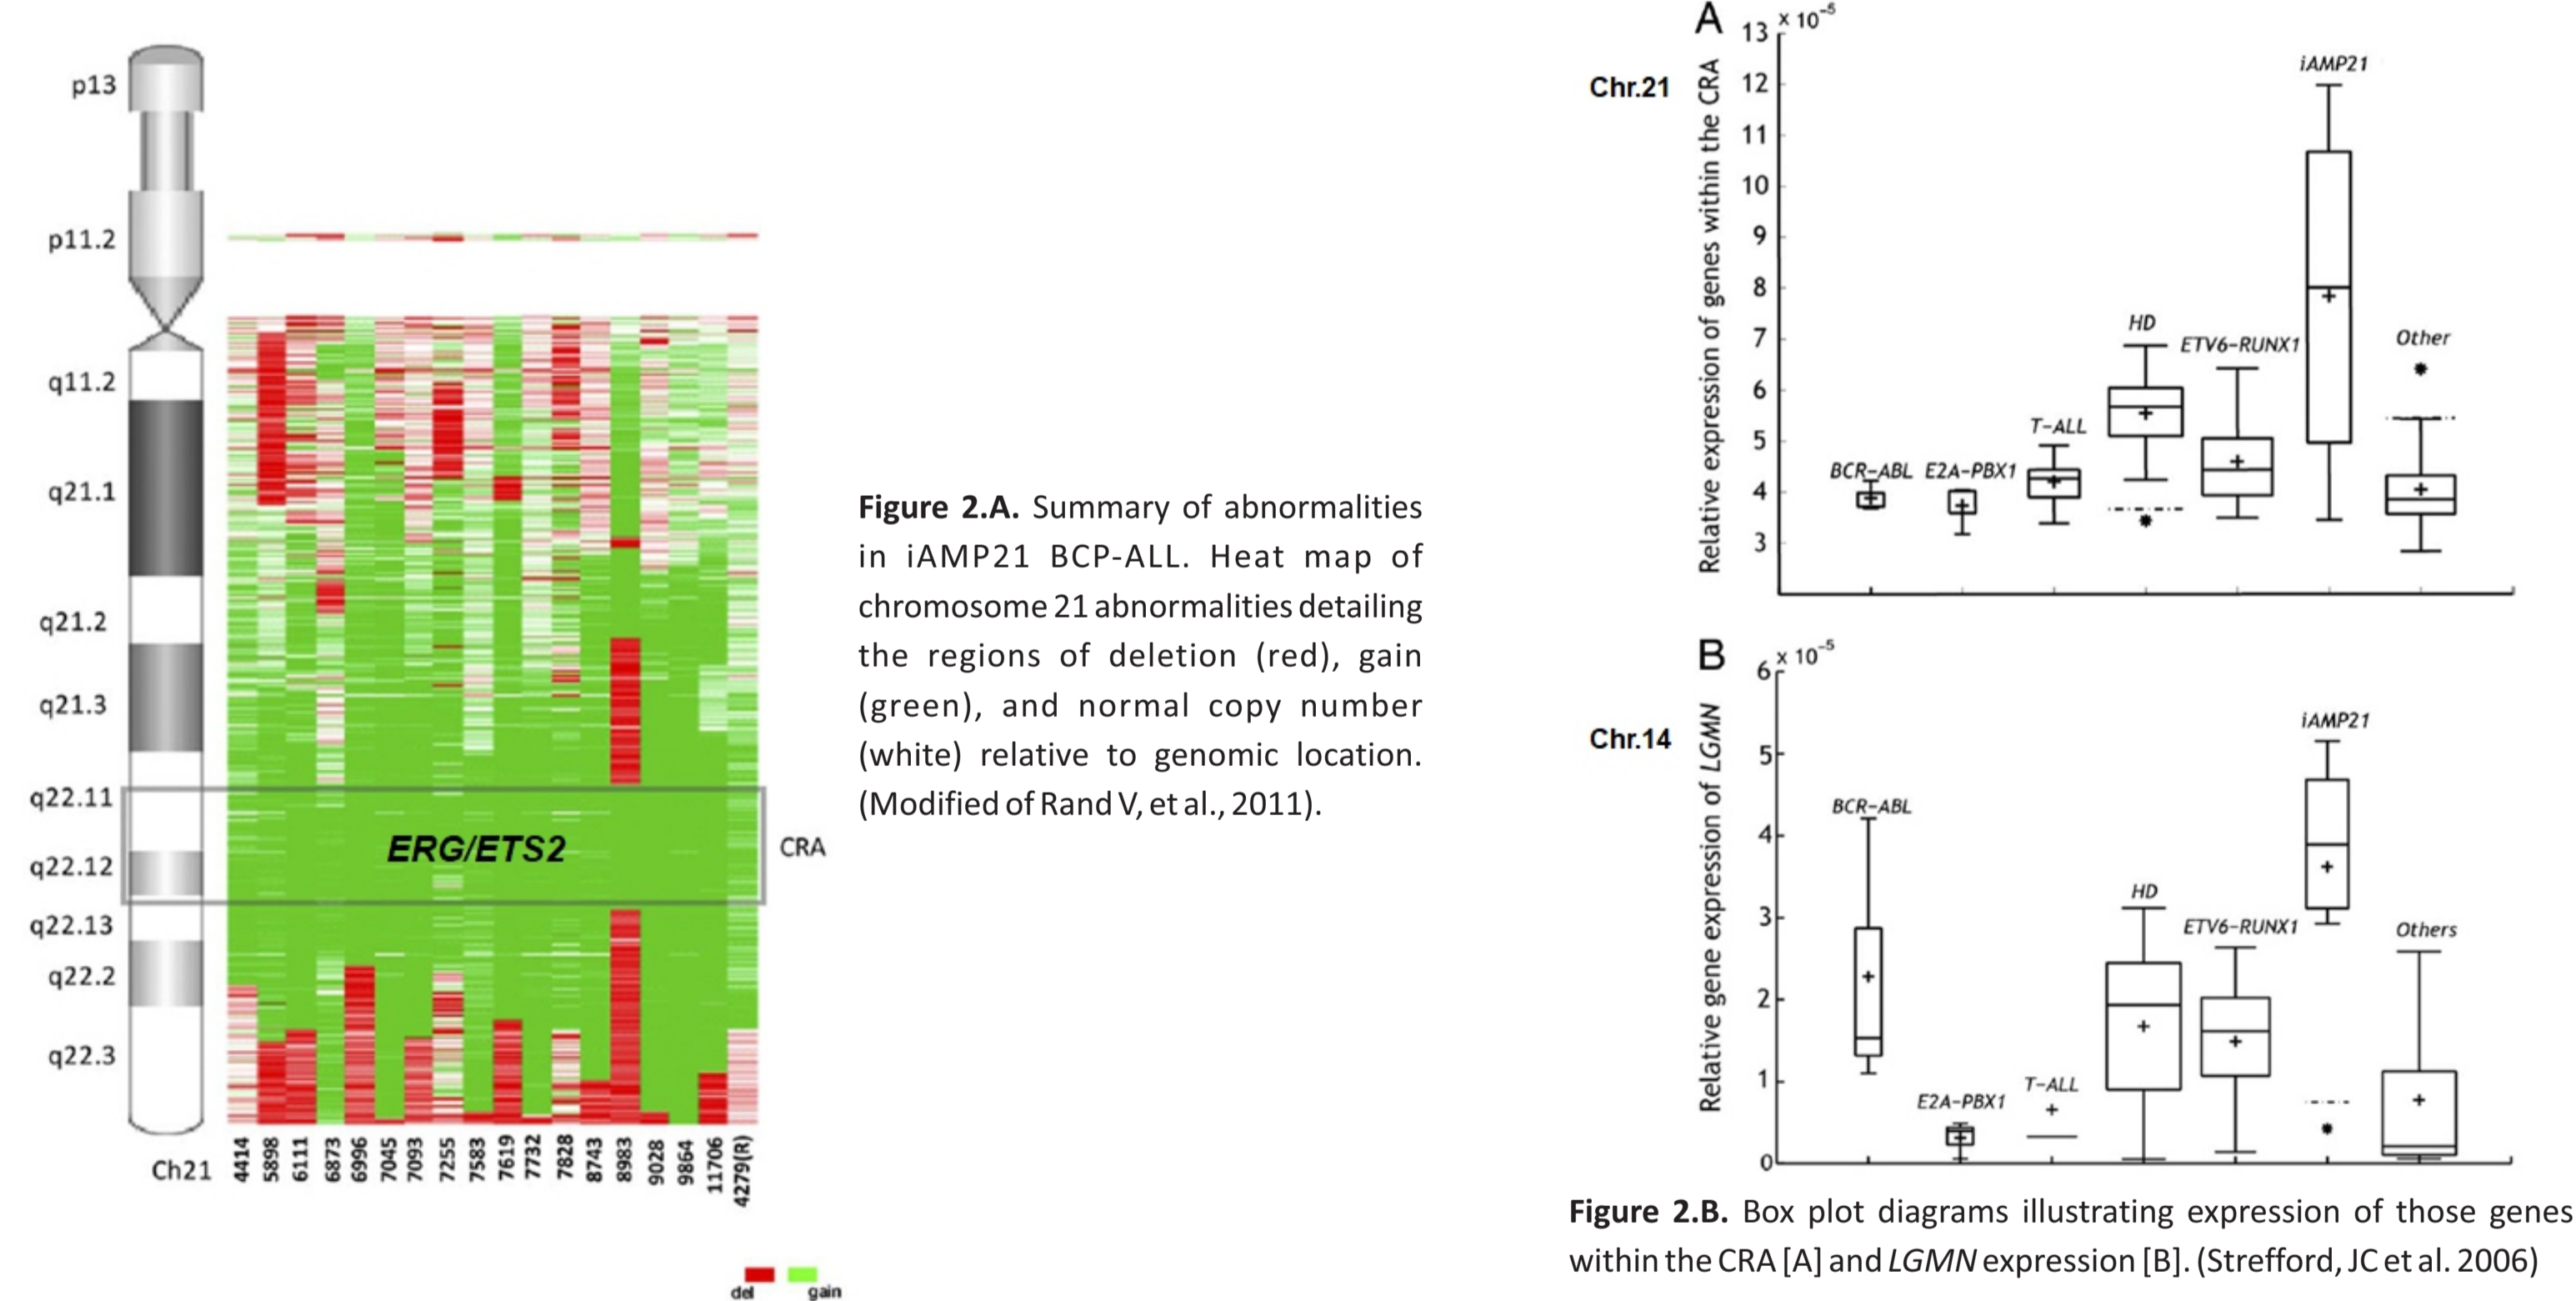 p13
p11.2
q11.2
q21.1
q21.2
q21.3
q22.11
q22.12
q22.13
q22.2
q22.3
Ch21
ERG/ETS2
CRA
4414
5898
6111
6873
6996
7045
7093
7255
7583
7619
7732
7828
8743
8983
9028
9864
11706
4279(R)
del
gain
Figure 2.A. Summary of abnormalities
in iAMP21 BCP-ALL. Heat map of
chromosome 21 abnormalities detailing
the regions of deletion (red), gain
(green), and normal copy number
(white) relative to genomic location.
(Modified of Rand V, et al., 2011).
A
x 10⁻⁵
Chr.21
Relative expression of genes within the CRA
13
12
11
10
9
8
7
6
5
4
3
BCR-ABL
E2A-PBX1
T-ALL
HD
ETV6-RUNX1
iAMP21
Other
B
x 10⁻⁵
Chr.14
Relative gene expression of LGMN
6
5
4
3
2
1
0
BCR-ABL
E2A-PBX1
T-ALL
HD
ETV6-RUNX1
iAMP21
Others
Figure 2.B. Box plot diagrams illustrating expression of those genes
within the CRA [A] and LGMN expression [B]. (Strefford, JC et al. 2006)